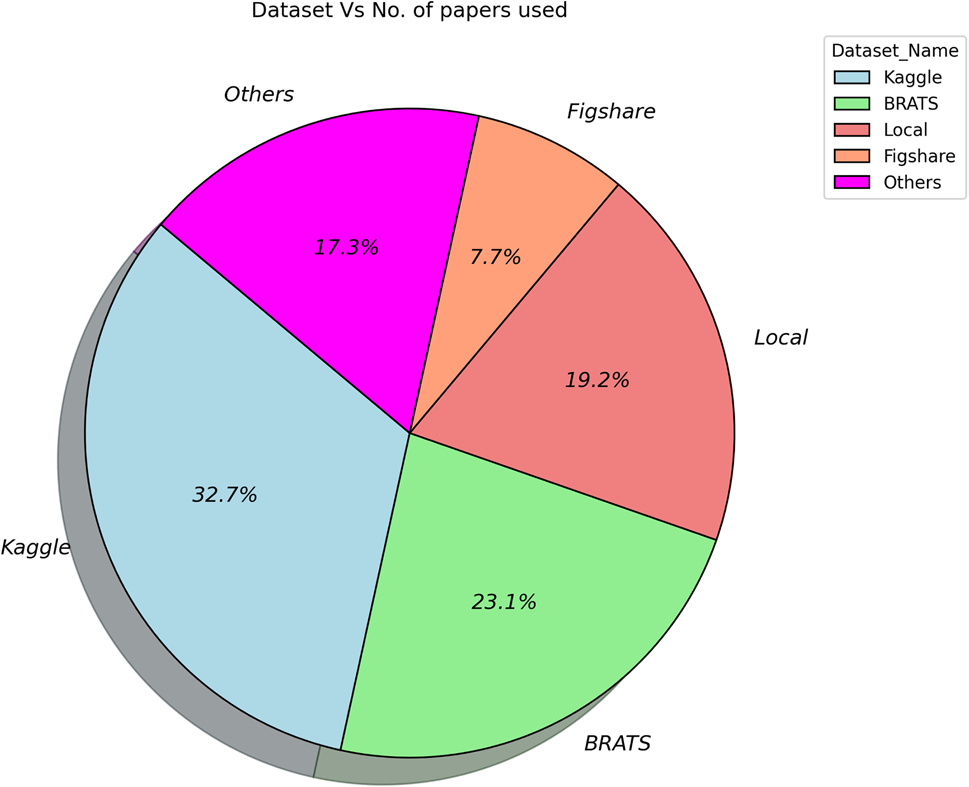 Dataset Vs No. of papers used
Dataset_Name
Kaggle
BRATS
Local
Figshare
Others
Others
Figshare
17.3%
7.7%
Local
19.2%
32.7%
Kaggle
23.1%
BRATS